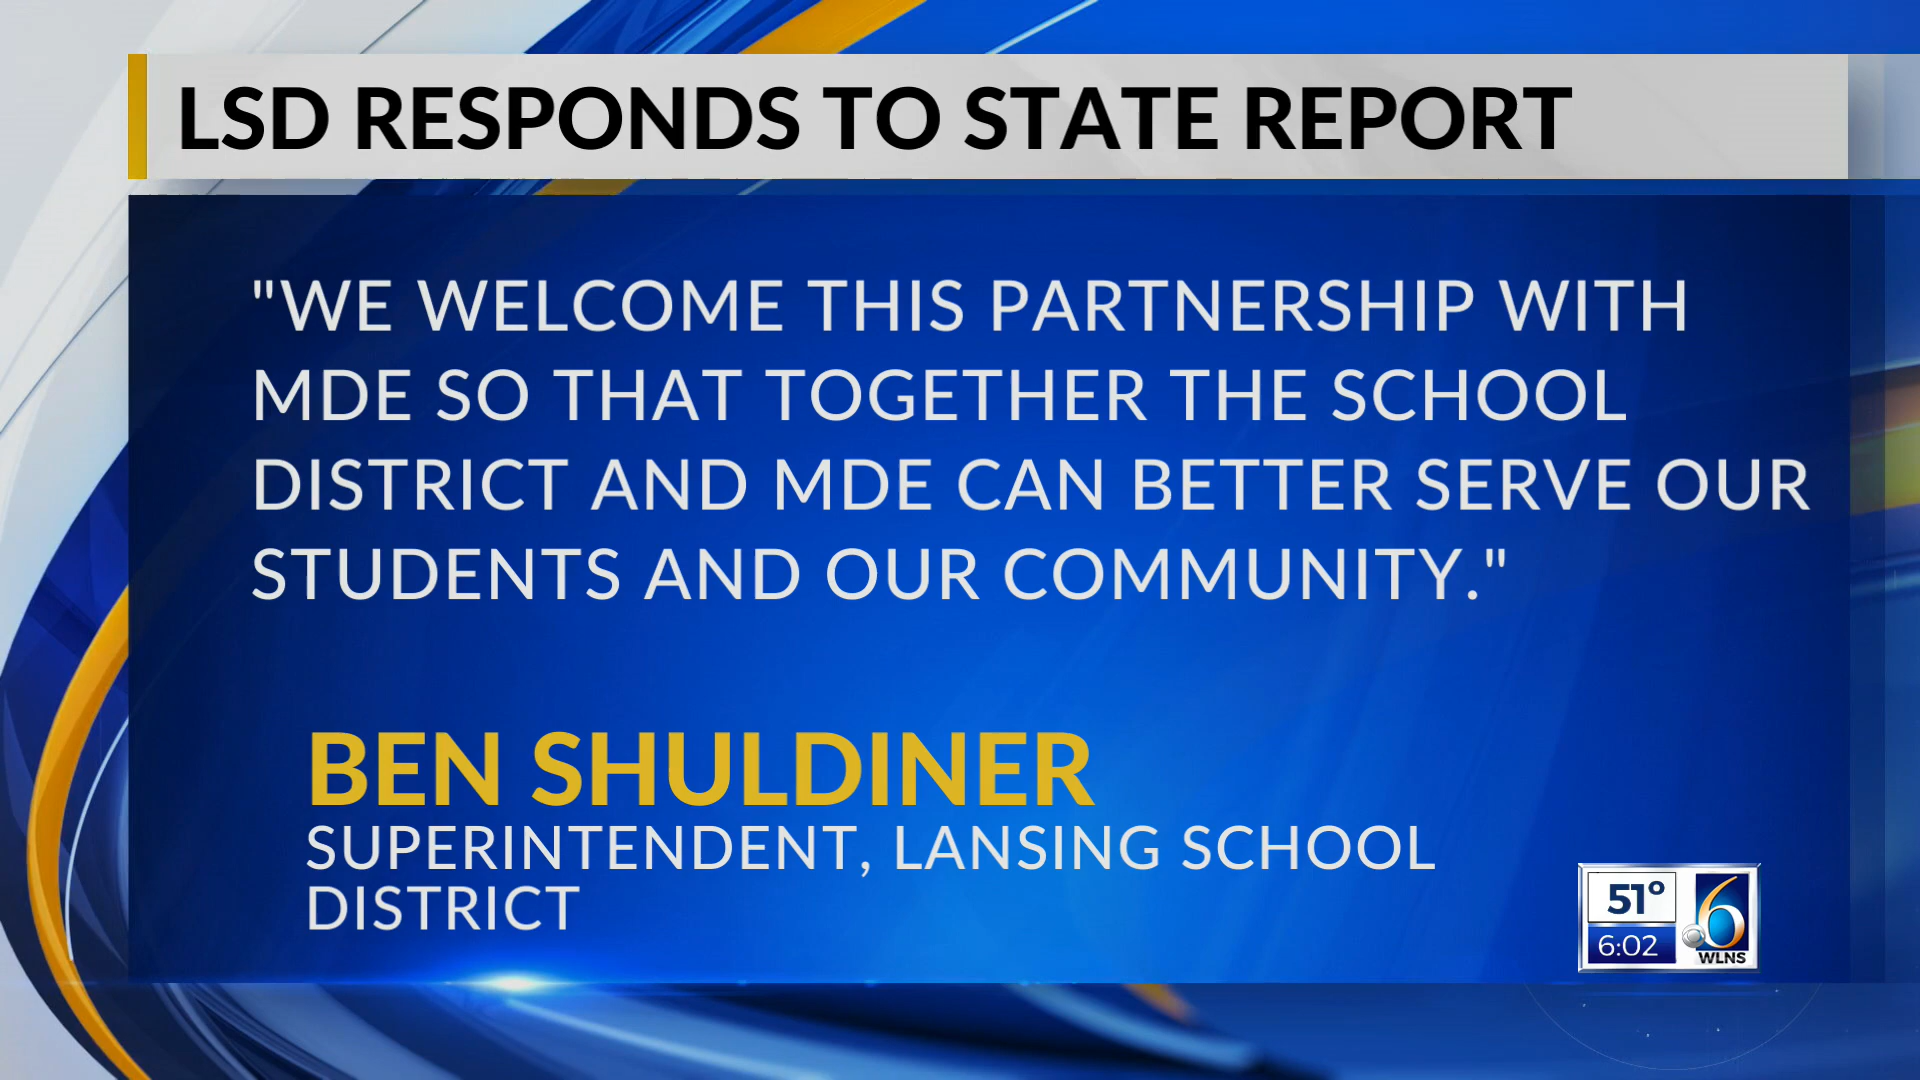 LSD RESPONDS TO STATE REPORT
"WE WELCOME THIS PARTNERSHIP WITH
MDE SO THAT TOGETHER THE SCHOOL
DISTRICT AND MDE CAN BETTER SERVE OUR
STUDENTS AND OUR COMMUNITY."
BEN SHULDINER
SUPERINTENDENT, LANSING SCHOOL
DISTRICT
51°
6:02
6
WLNS